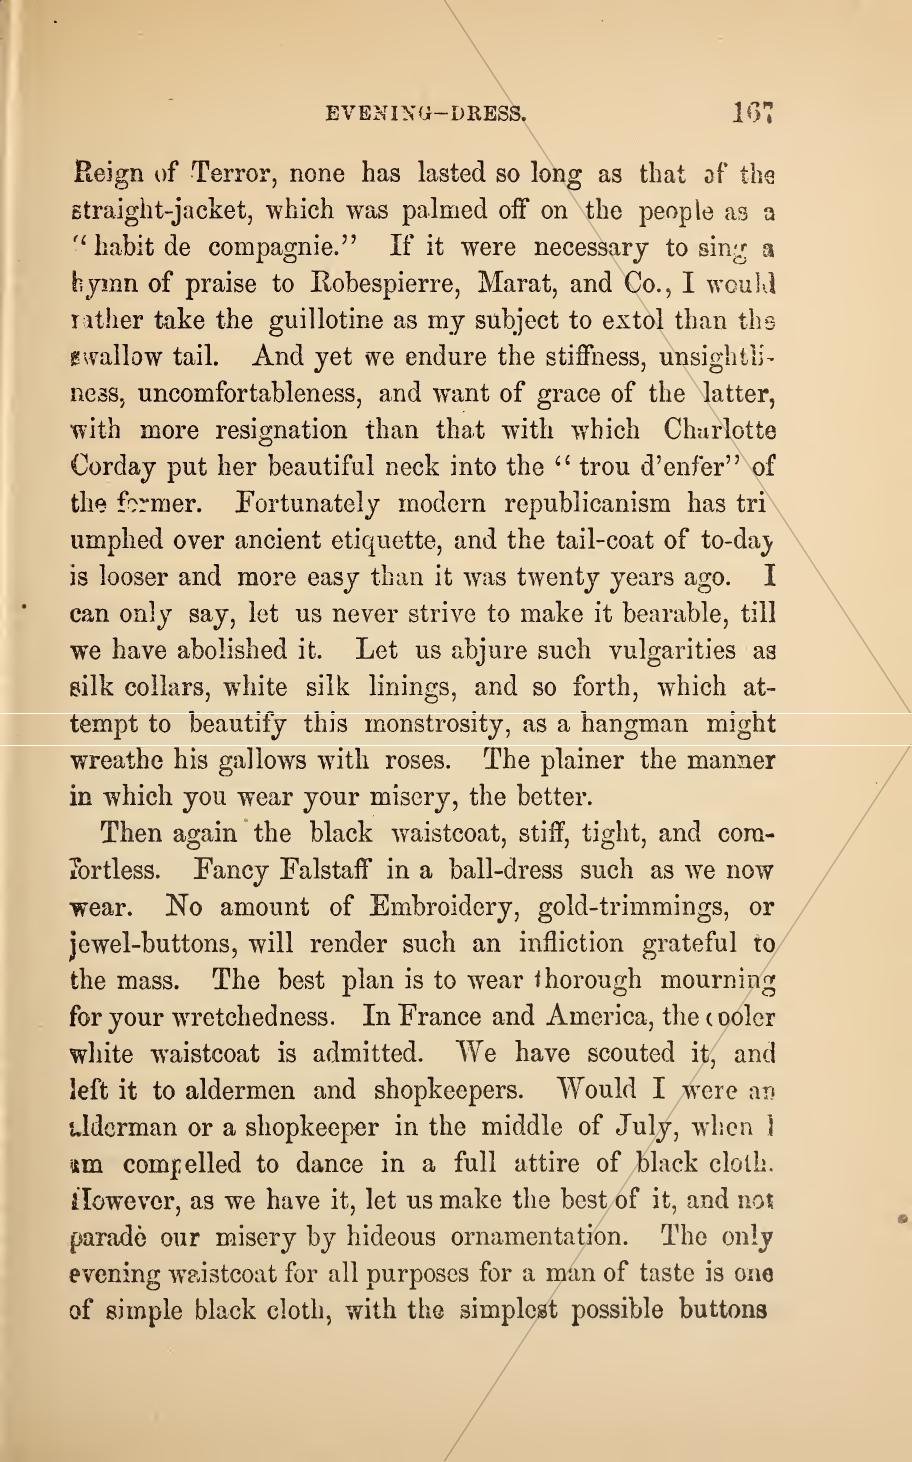 EVENING-DRESS. 167
Reign of Terror, none has lasted so long as that of the
straight-jacket, which was palmed off on the people as a
“habit de compagnie.” If it were necessary to sing a
hymn of praise to Robespierre, Marat, and Co., I would
rather take the guillotine as my subject to extol than the
swallow tail. And yet we endure the stiffness, unsightli-
ness, uncomfortableness, and want of grace of the latter,
with more resignation than that with which Charlotte
Corday put her beautiful neck into the “trou d’enfer” of
the former. Fortunately modern republicanism has tri
umphed over ancient etiquette, and the tail-coat of to-day
is looser and more easy than it was twenty years ago. I
can only say, let us never strive to make it bearable, till
we have abolished it. Let us abjure such vulgarities as
silk collars, white silk linings, and so forth, which at-
tempt to beautify this monstrosity, as a hangman might
wreathe his gallows with roses. The plainer the manner
in which you wear your misery, the better.
Then again the black waistcoat, stiff, tight, and com-
fortless. Fancy Falstaff in a ball-dress such as we now
wear. No amount of Embroidery, gold-trimmings, or
jewel-buttons, will render such an infliction grateful to
the mass. The best plan is to wear thorough mourning
for your wretchedness. In France and America, the cooler
white waistcoat is admitted. We have scouted it, and
left it to aldermen and shopkeepers. Would I were an
alderman or a shopkeeper in the middle of July, when I
am compelled to dance in a full attire of black cloth.
However, as we have it, let us make the best of it, and not
parade our misery by hideous ornamentation. The only
evening waistcoat for all purposes for a man of taste is one
of simple black cloth, with the simplest possible buttons